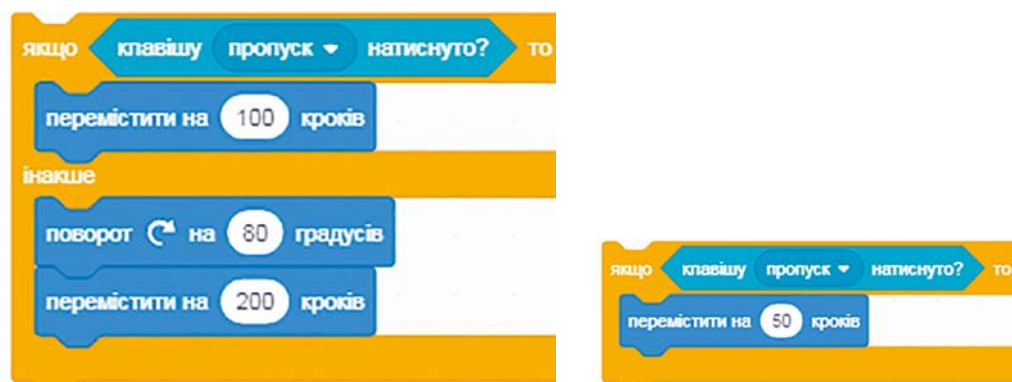 якщо клавішу пропуск натиснуто? то
перемістити на 100 кроків
інакше
поворот на 80 градусів
перемістити на 200 кроків
якщо клавішу пропуск натиснуто? то
перемістити на 50 кроків